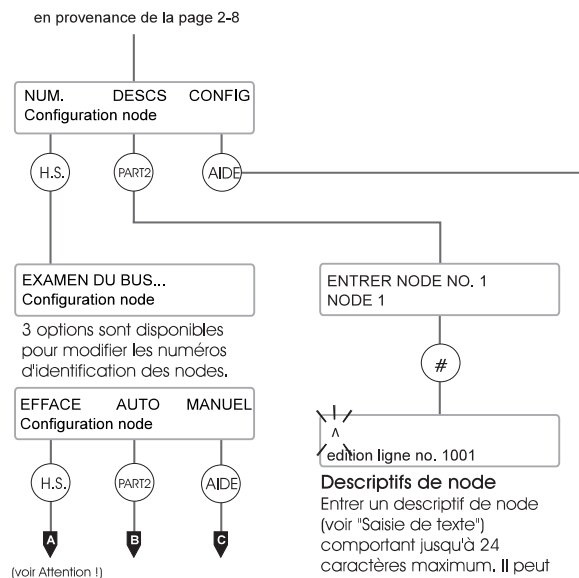 en provenance de la page 2-8
NUM. DESCS CONFIG
Configuration node
H.S. PART2 AIDE
EXAMEN DU BUS...
Configuration node
3 options sont disponibles
pour modifier les numéros
d'identification des nodes.
EFFACE AUTO MANUEL
Configuration node
H.S. PART2 AIDE
A B C
(voir Attention !)
ENTRER NODE NO. 1
NODE 1
#
^
edition ligne no. 1001
Descriptifs de node
Entrer un descriptif de node
(voir "Saisie de texte")
comportant jusqu'à 24
caractères maximum. Il peut